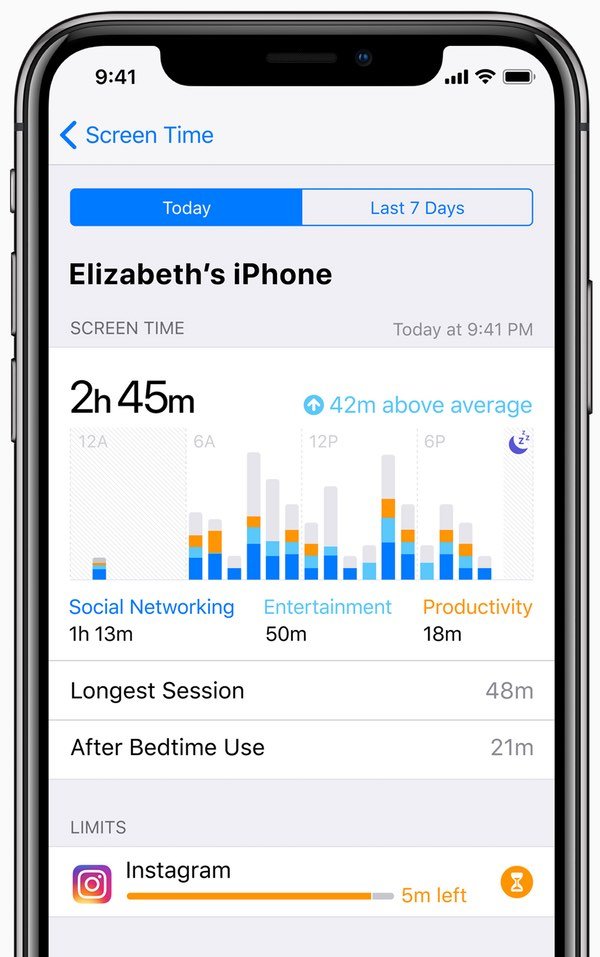 9:41
Screen Time
Today Last 7 Days
Elizabeth’s iPhone
SCREEN TIME Today at 9:41 PM
2h 45m 42m above average
12A 6A 12P 6P zzz
Social Networking Entertainment Productivity
1h 13m 50m 18m
Longest Session 48m
After Bedtime Use 21m
LIMITS
Instagram
5m left